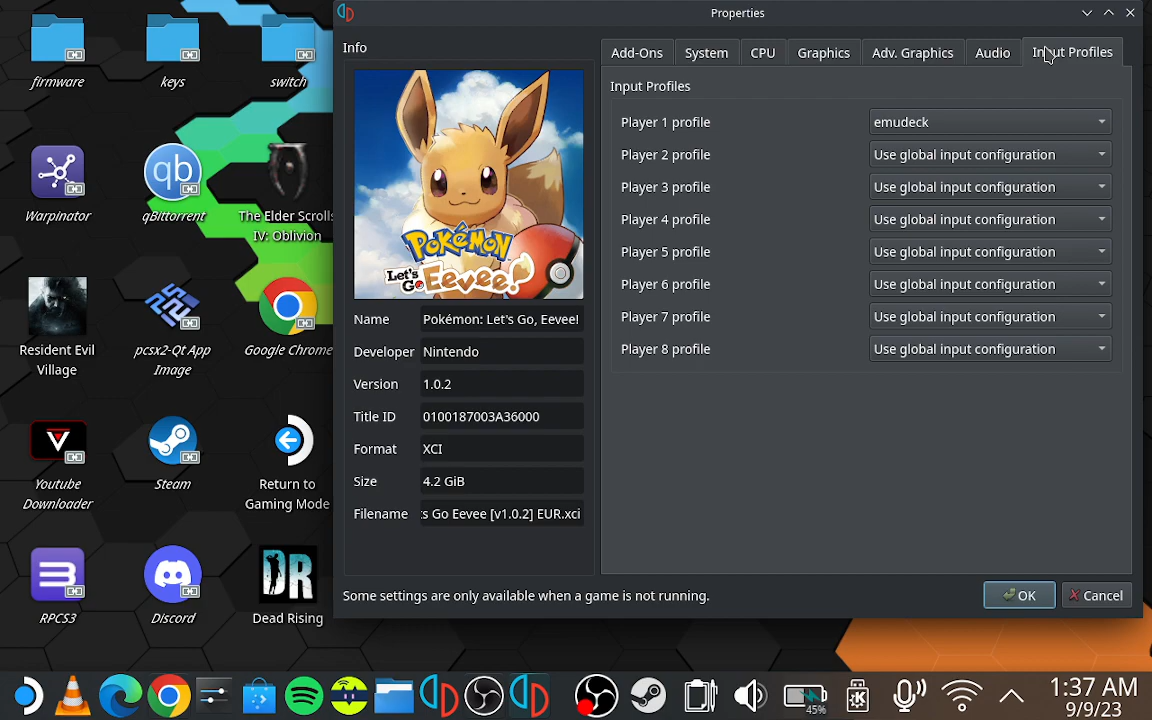 Properties
firmware
keys
switch
Warpinator
qb
qBittorrent
The Elder Scrolls
IV: Oblivion
Resident Evil
Village
pcsx2-Qt App
Image
Google Chrome
Youtube
Downloader
Steam
Return to
Gaming Mode
RPCS3
Discord
DR
Dead Rising
Info
POKéMON
Let's Go Eevee!
Name Pokémon: Let's Go, Eevee!
Developer Nintendo
Version 1.0.2
Title ID 0100187003A36000
Format XCI
Size 4.2 GiB
Filename s Go Eevee [v1.0.2] EUR.xci
Add-Ons System CPU Graphics Adv. Graphics Audio Input Profiles
Input Profiles
Player 1 profile emudeck
Player 2 profile Use global input configuration
Player 3 profile Use global input configuration
Player 4 profile Use global input configuration
Player 5 profile Use global input configuration
Player 6 profile Use global input configuration
Player 7 profile Use global input configuration
Player 8 profile Use global input configuration
Some settings are only available when a game is not running.
OK Cancel
45%
K
1:37 AM
9/9/23